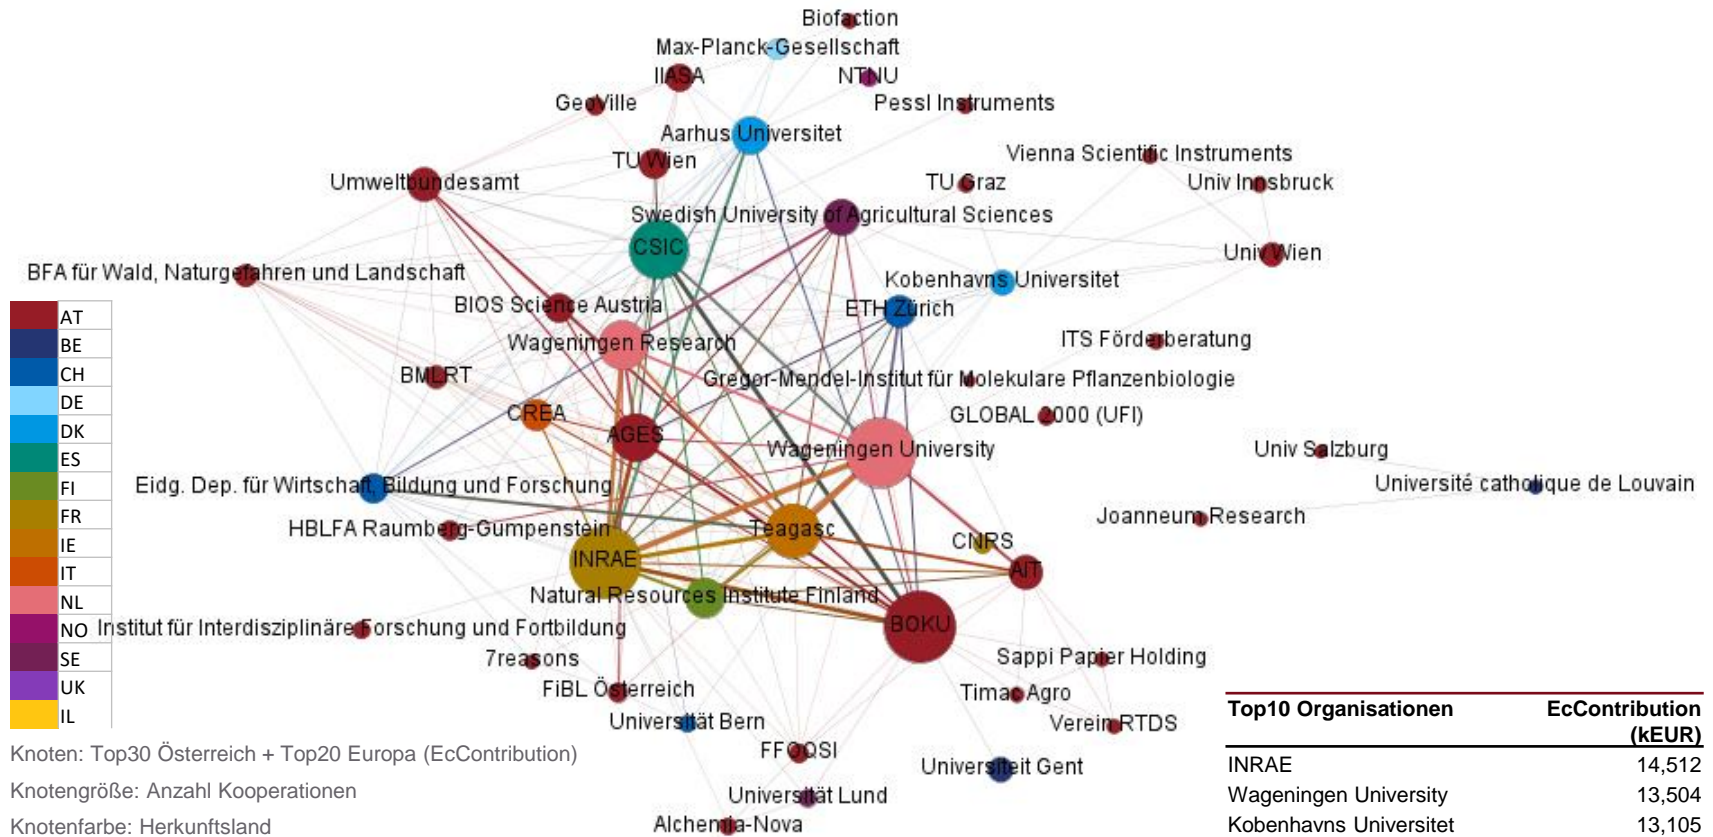 Biofaction
Max-Planck-Gesellschaft
IIASA
NTNU
GeoVille
Pessl Instruments
Aarhus Universitet
TU Wien
Vienna Scientific Instruments
Umweltbundesamt
TU Graz
Univ Innsbruck
Swedish University of Agricultural Sciences
CSIC
Univ Wien
BFA für Wald, Naturgefahren und Landschaft
Kobenhavns Universitet
BIOS Science Austria
ETH Zürich
Wageningen Research
ITS Förderberatung
BMLRT
Gregor-Mendel-Institut für Molekulare Pflanzenbiologie
CREA
GLOBAL 2000 (UFI)
AGES
Wageningen University
Univ Salzburg
Eidg. Dep. für Wirtschaft, Bildung und Forschung
Université catholique de Louvain
HBLFA Raumberg-Gumpenstein
Teagasc
Joanneum Research
CNRS
INRAE
AIT
Natural Resources Institute Finland
BOKU
Institut für Interdisziplinäre Forschung und Fortbildung
7reasons
Sappi Papier Holding
FiBL Österreich
Timac Agro
Universität Bern
Verein RTDS
FFOQSI
Universiteit Gent
Universität Lund
Alchemia-Nova
AT
BE
CH
DE
DK
ES
FI
FR
IE
IT
NL
NO
SE
UK
IL
Knoten: Top30 Österreich + Top20 Europa (EcContribution)
Knotengröße: Anzahl Kooperationen
Knotenfarbe: Herkunftsland
Top10 Organisationen EcContribution
(kEUR)
INRAE 14,512
Wageningen University 13,504
Kobenhavns Universitet 13,105